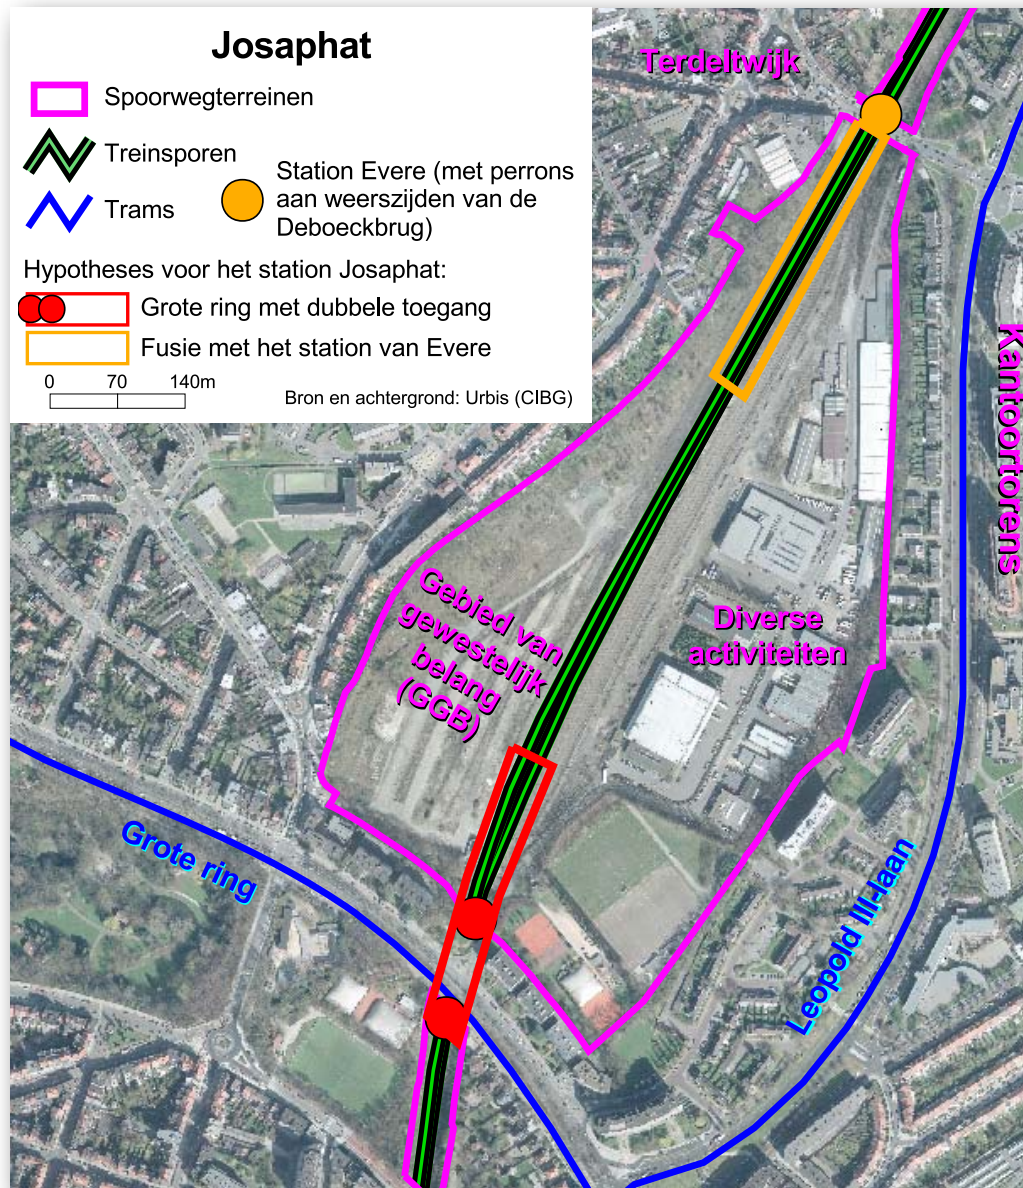 Josaphat
Spoorwegterreinen
Treinsporen
Trams
Station Evere (met perrons
aan weerszijden van de
Deboeckbrug)
Hypotheses voor het station Josaphat:
Grote ring met dubbele toegang
Fusie met het station van Evere
0 70 140m
Bron en achtergrond: Urbis (CIBG)
Terdeltwijk
Kantoortorens
Gebied van
gewestelijk
belang
(GGB)
Diverse
activiteiten
Grote ring
Leopold III-laan